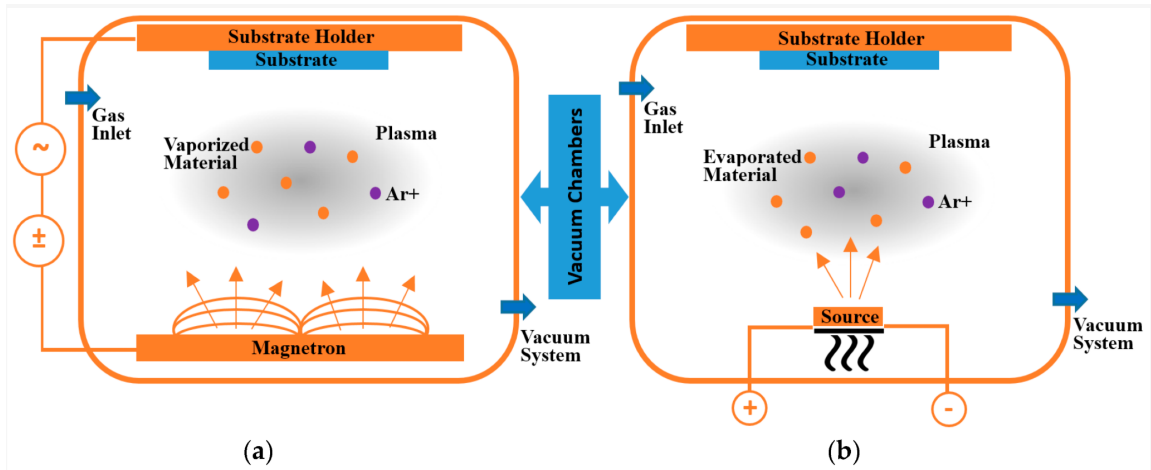 Substrate Holder
Substrate
Gas
Inlet
Vaporized
Material
Plasma
Ar+
~
±
Magnetron
Vacuum
System
(a)
Vacuum Chambers
Substrate Holder
Substrate
Gas
Inlet
Evaporated
Material
Plasma
Ar+
Source
+
-
Vacuum
System
(b)